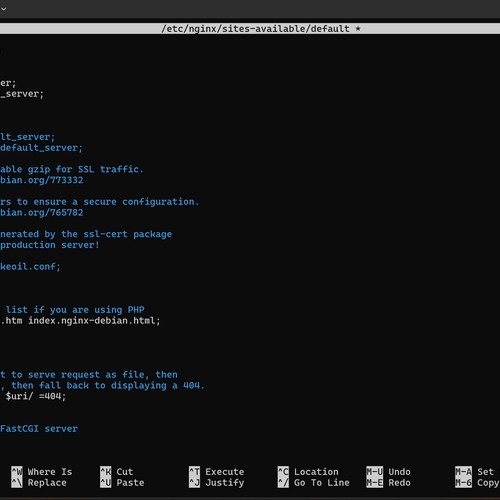 /etc/nginx/sites-available/default *
er;
_server;
lt_server;
default_server;
able gzip for SSL traffic.
bian.org/773332
rs to ensure a secure configuration.
bian.org/765782
nerated by the ssl-cert package
production server!
keoil.conf;
list if you are using PHP
.htm index.nginx-debian.html;
t to serve request as file, then
, then fall back to displaying a 404.
$uri/ =404;
FastCGI server
^W Where Is ^K Cut ^T Execute ^C Location M-U Undo M-A Set
^\ Replace ^U Paste ^J Justify ^/ Go To Line M-E Redo M-6 Copy